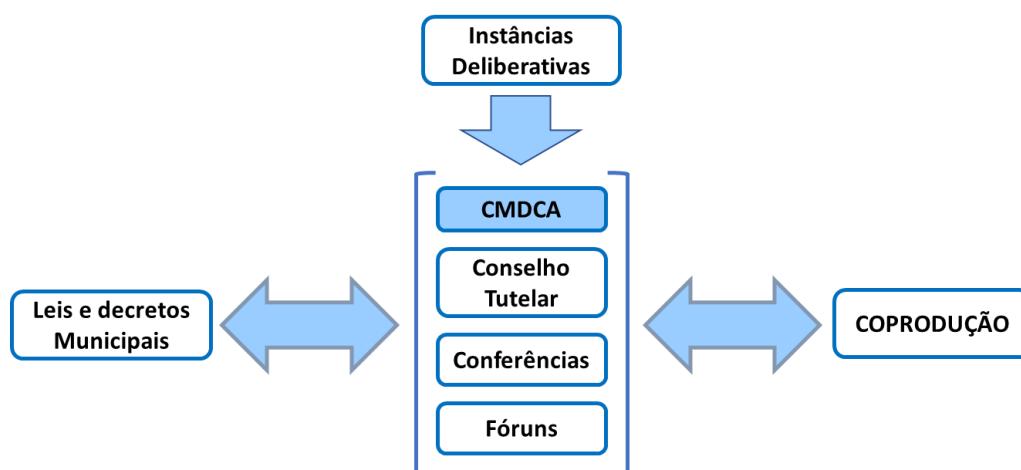 Instâncias
Deliberativas
CMDCA
Conselho
Tutelar
Leis e decretos
Municipais
COPRODUÇÃO
Conferências
Fóruns